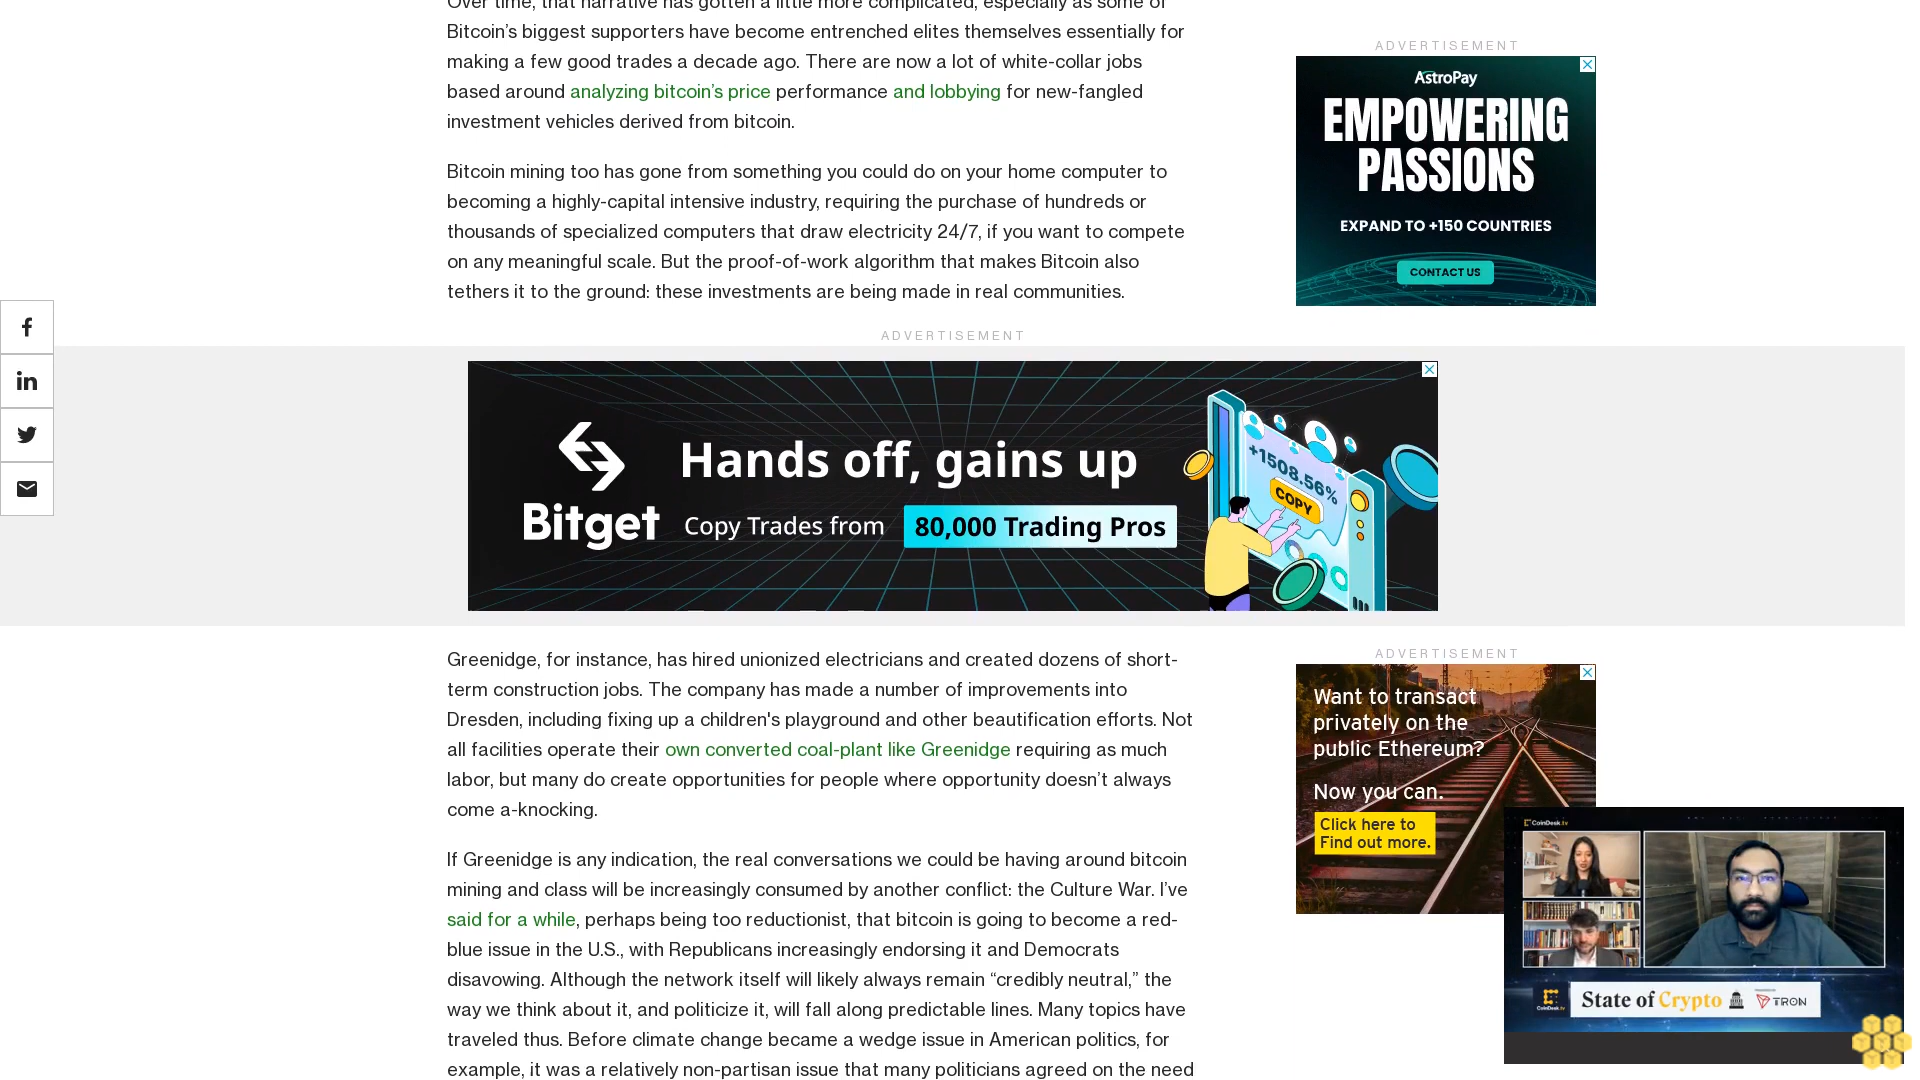 Over time, that narrative has gotten a little more complicated, especially as some of
Bitcoin’s biggest supporters have become entrenched elites themselves essentially for
making a few good trades a decade ago. There are now a lot of white-collar jobs
based around analyzing bitcoin’s price performance and lobbying for new-fangled
investment vehicles derived from bitcoin.
Bitcoin mining too has gone from something you could do on your home computer to
becoming a highly-capital intensive industry, requiring the purchase of hundreds or
thousands of specialized computers that draw electricity 24/7, if you want to compete
on any meaningful scale. But the proof-of-work algorithm that makes Bitcoin also
tethers it to the ground: these investments are being made in real communities.
ADVERTISEMENT
AstroPay
EMPOWERING
PASSIONS
EXPAND TO +150 COUNTRIES
CONTACT US
ADVERTISEMENT
Bitget
Hands off, gains up
Copy Trades from 80,000 Trading Pros
+1508.56%
COPY
Greenidge, for instance, has hired unionized electricians and created dozens of short-
term construction jobs. The company has made a number of improvements into
Dresden, including fixing up a children's playground and other beautification efforts. Not
all facilities operate their own converted coal-plant like Greenidge requiring as much
labor, but many do create opportunities for people where opportunity doesn’t always
come a-knocking.
If Greenidge is any indication, the real conversations we could be having around bitcoin
mining and class will be increasingly consumed by another conflict: the Culture War. I’ve
said for a while, perhaps being too reductionist, that bitcoin is going to become a red-
blue issue in the U.S., with Republicans increasingly endorsing it and Democrats
disavowing. Although the network itself will likely always remain “credibly neutral,” the
way we think about it, and politicize it, will fall along predictable lines. Many topics have
traveled thus. Before climate change became a wedge issue in American politics, for
example, it was a relatively non-partisan issue that many politicians agreed on the need
ADVERTISEMENT
Want to transact
privately on the
public Ethereum?
Now you can.
Click here to
Find out more.
CoinDesk.tv
CoinDesk.tv
State of Crypto
TRON